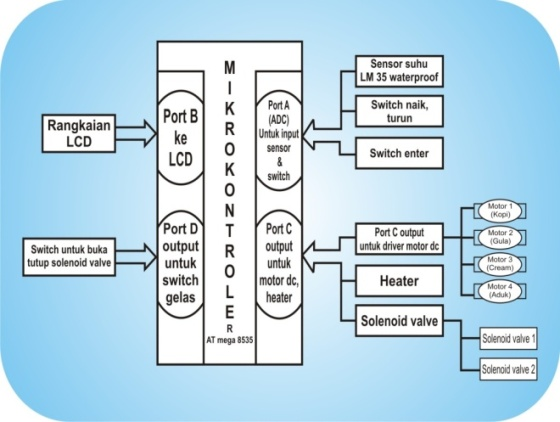 Rangkaian
LCD
Switch untuk buka
tutup solenoid valve
Port B
ke
LCD
Port D
output
untuk
switch
gelas
MIKROKONTROLER
AT mega 8535
Port A
(ADC)
Untuk input
sensor
&
switch
Port C
output
untuk
motor dc,
heater
Sensor suhu
LM 35 waterproof
Switch naik,
turun
Switch enter
Port C output
untuk driver motor dc
Heater
Solenoid valve
Motor 1
(Kopi)
Motor 2
(Gula)
Motor 3
(Cream)
Motor 4
(Aduk)
Solenoid valve 1
Solenoid valve 2